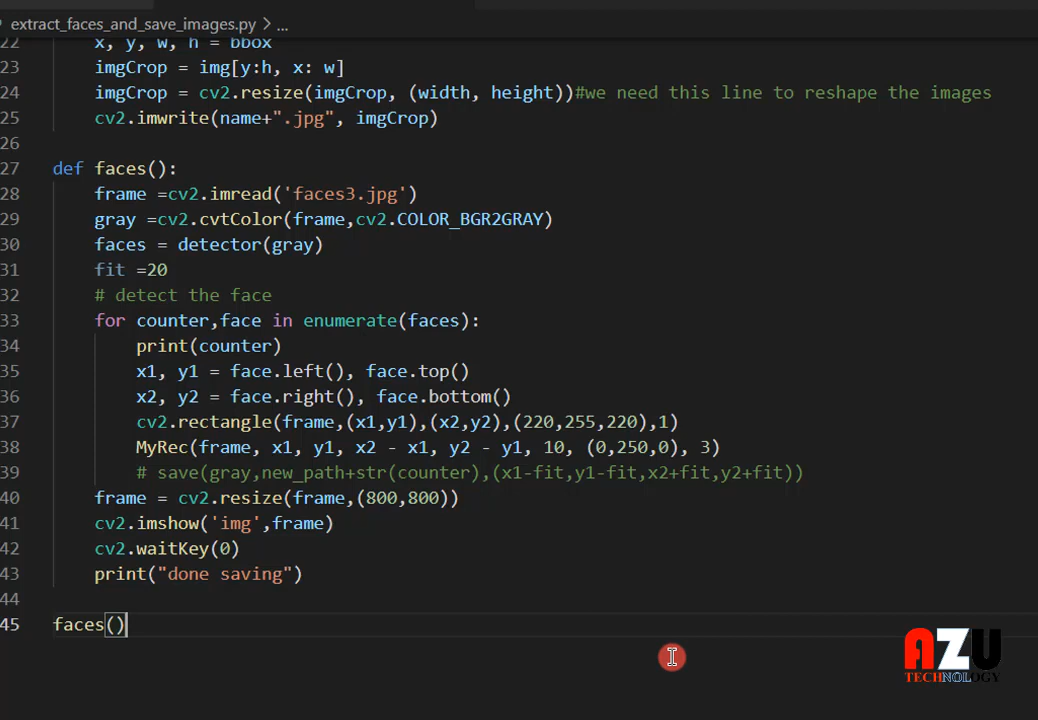 extract_faces_and_save_images.py > ...
22 x, y, w, h = bbox
23 imgCrop = img[y:h, x: w]
24 imgCrop = cv2.resize(imgCrop, (width, height))#we need this line to reshape the images
25 cv2.imwrite(name+".jpg", imgCrop)
26
27 def faces():
28 frame =cv2.imread('faces3.jpg')
29 gray =cv2.cvtColor(frame,cv2.COLOR_BGR2GRAY)
30 faces = detector(gray)
31 fit =20
32 # detect the face
33 for counter,face in enumerate(faces):
34 print(counter)
35 x1, y1 = face.left(), face.top()
36 x2, y2 = face.right(), face.bottom()
37 cv2.rectangle(frame,(x1,y1),(x2,y2),(220,255,220),1)
38 MyRec(frame, x1, y1, x2 - x1, y2 - y1, 10, (0,250,0), 3)
39 # save(gray,new_path+str(counter),(x1-fit,y1-fit,x2+fit,y2+fit))
40 frame = cv2.resize(frame,(800,800))
41 cv2.imshow('img',frame)
42 cv2.waitKey(0)
43 print("done saving")
44
45 faces()
AZU
TECHNOLOGY